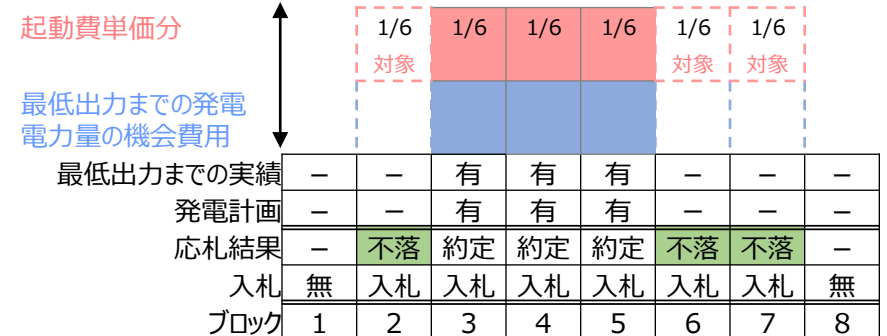 起動費単価分 1/6 1/6 1/6 1/6 1/6 1/6
対象 対象 対象
最低出力までの発電
電力量の機会費用
最低出力までの実績 − − 有 有 有 − − −
発電計画 − − 有 有 有 − − −
応札結果 − 不落 約定 約定 約定 不落 不落 −
入札 無 入札 入札 入札 入札 入札 入札 無
ブロック 1 2 3 4 5 6 7 8